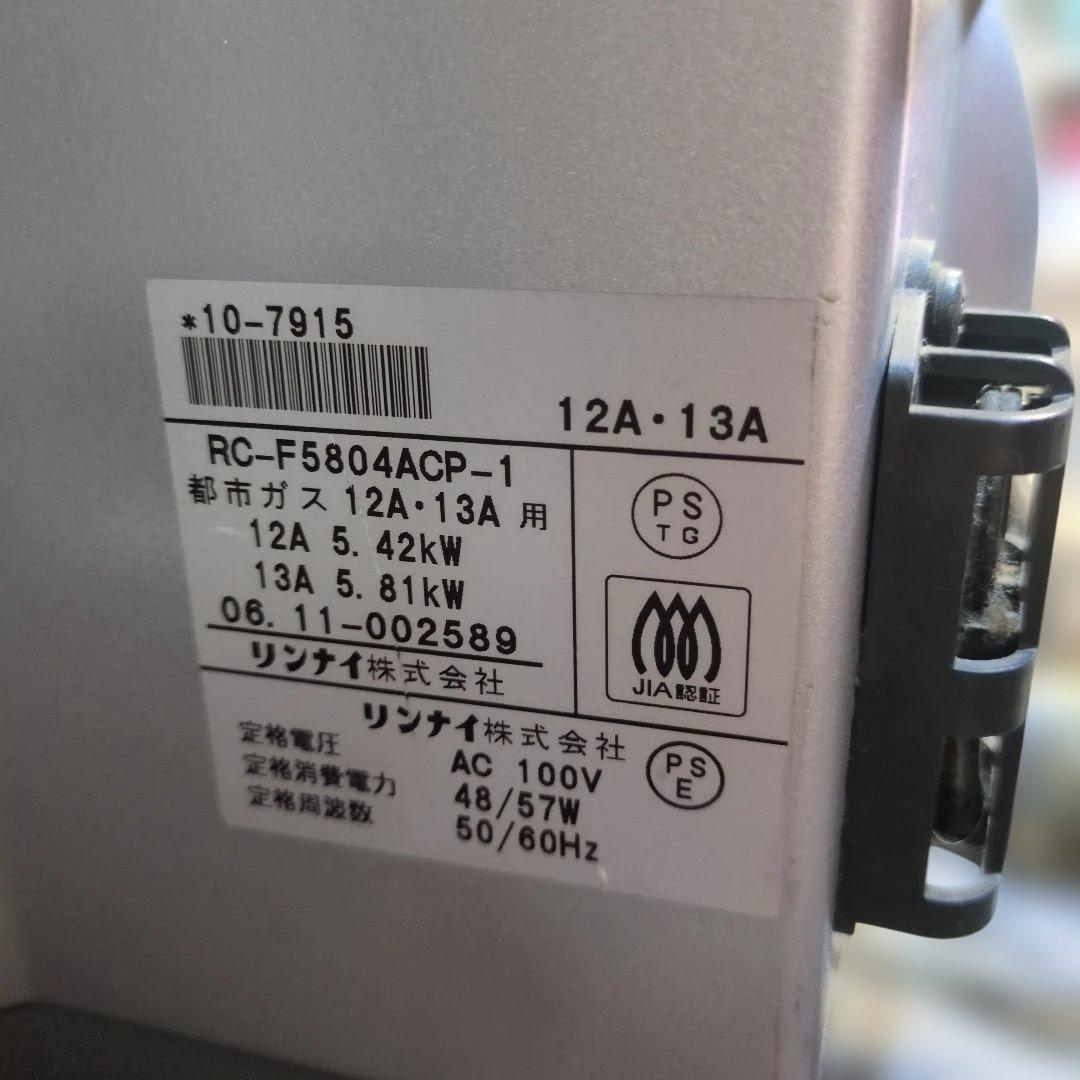 *10-7915
12A・13A
RC-F5804ACP-1
都市ガス 12A・13A 用
12A 5.42kW
13A 5.81kW
06.11-002589
リンナイ株式会社
PS
TG
JIA認証
リンナイ株式会社
定格電圧 AC 100V
定格消費電力 48/57W
定格周波数 50/60Hz
PS
E